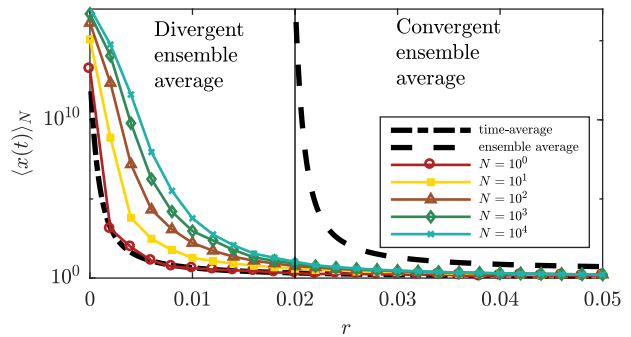 Divergent
ensemble
average
Convergent
ensemble
average
⟨x(t)⟩_N
10^10
10^0
time-average
ensemble average
N = 10^0
N = 10^1
N = 10^2
N = 10^3
N = 10^4
0 0.01 0.02 0.03 0.04 0.05
r